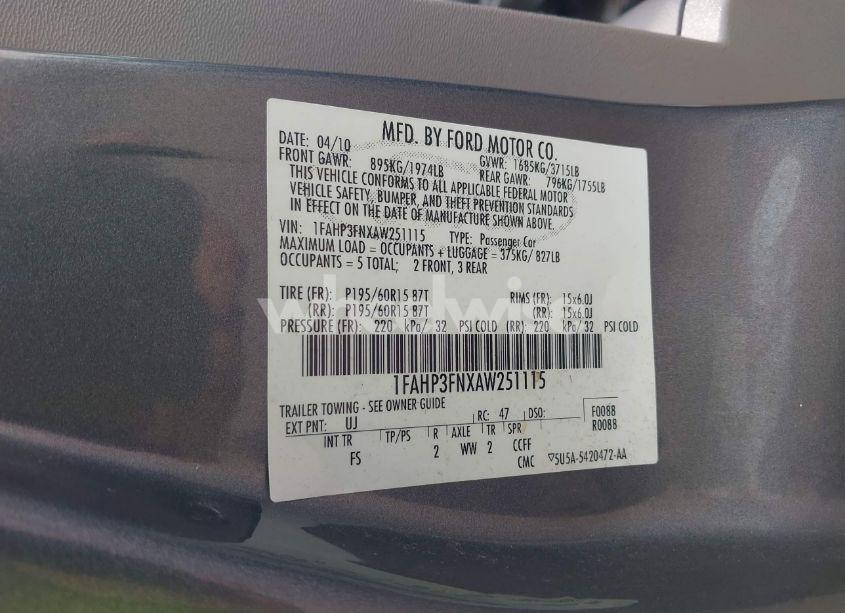 MFD. BY FORD MOTOR CO.
DATE: 04/10 GVWR: 1685KG/3715LB
FRONT GAWR: 895KG/1974LB REAR GAWR: 796KG/1755LB
THIS VEHICLE CONFORMS TO ALL APPLICABLE FEDERAL MOTOR
VEHICLE SAFETY, BUMPER, AND THEFT PREVENTION STANDARDS
IN EFFECT ON THE DATE OF MANUFACTURE SHOWN ABOVE.
VIN: 1FAHP3FNXAW251115 TYPE: Passenger Car
MAXIMUM LOAD = OCCUPANTS + LUGGAGE = 375KG/ 827LB
OCCUPANTS = 5 TOTAL; 2 FRONT, 3 REAR
TIRE (FR): P195/60R15 87T RIMS (FR): 15x6.0J
(RR): P195/60R15 87T (RR): 15x6.0J
PRESSURE (FR): 220 kPa/ 32 PSI COLD (RR): 220 kPa/ 32 PSI COLD
1FAHP3FNXAW251115
TRAILER TOWING - SEE OWNER GUIDE
EXT PNT: UJ RC: 47 DSO: F0088
R0088
INT TR TP/PS R AXLE TR SPR
FS 2 WW 2 CCFF
CMC ▽5U5A-5420472-AA